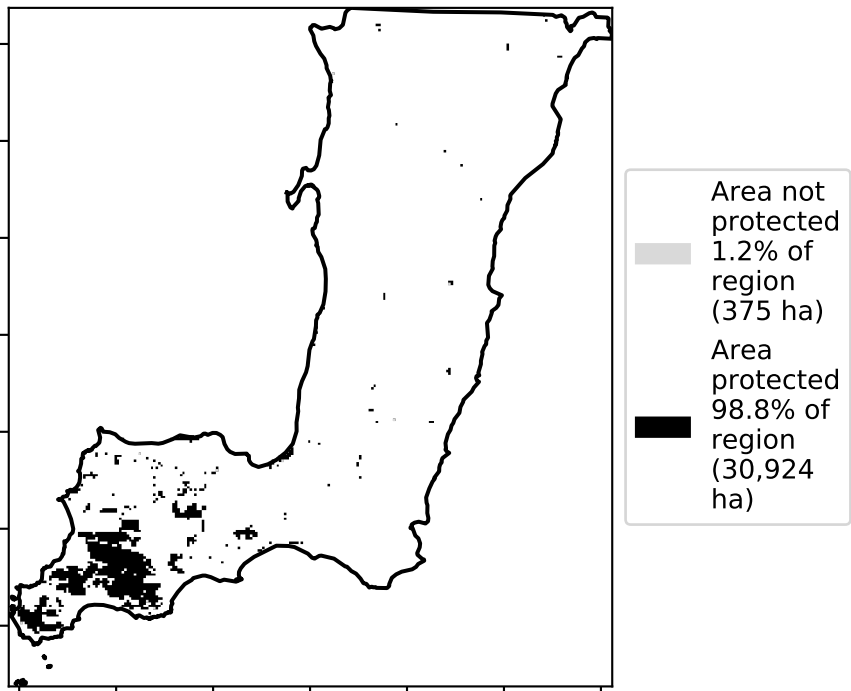 Area not
protected
1.2% of
region
(375 ha)
Area
protected
98.8% of
region
(30,924
ha)